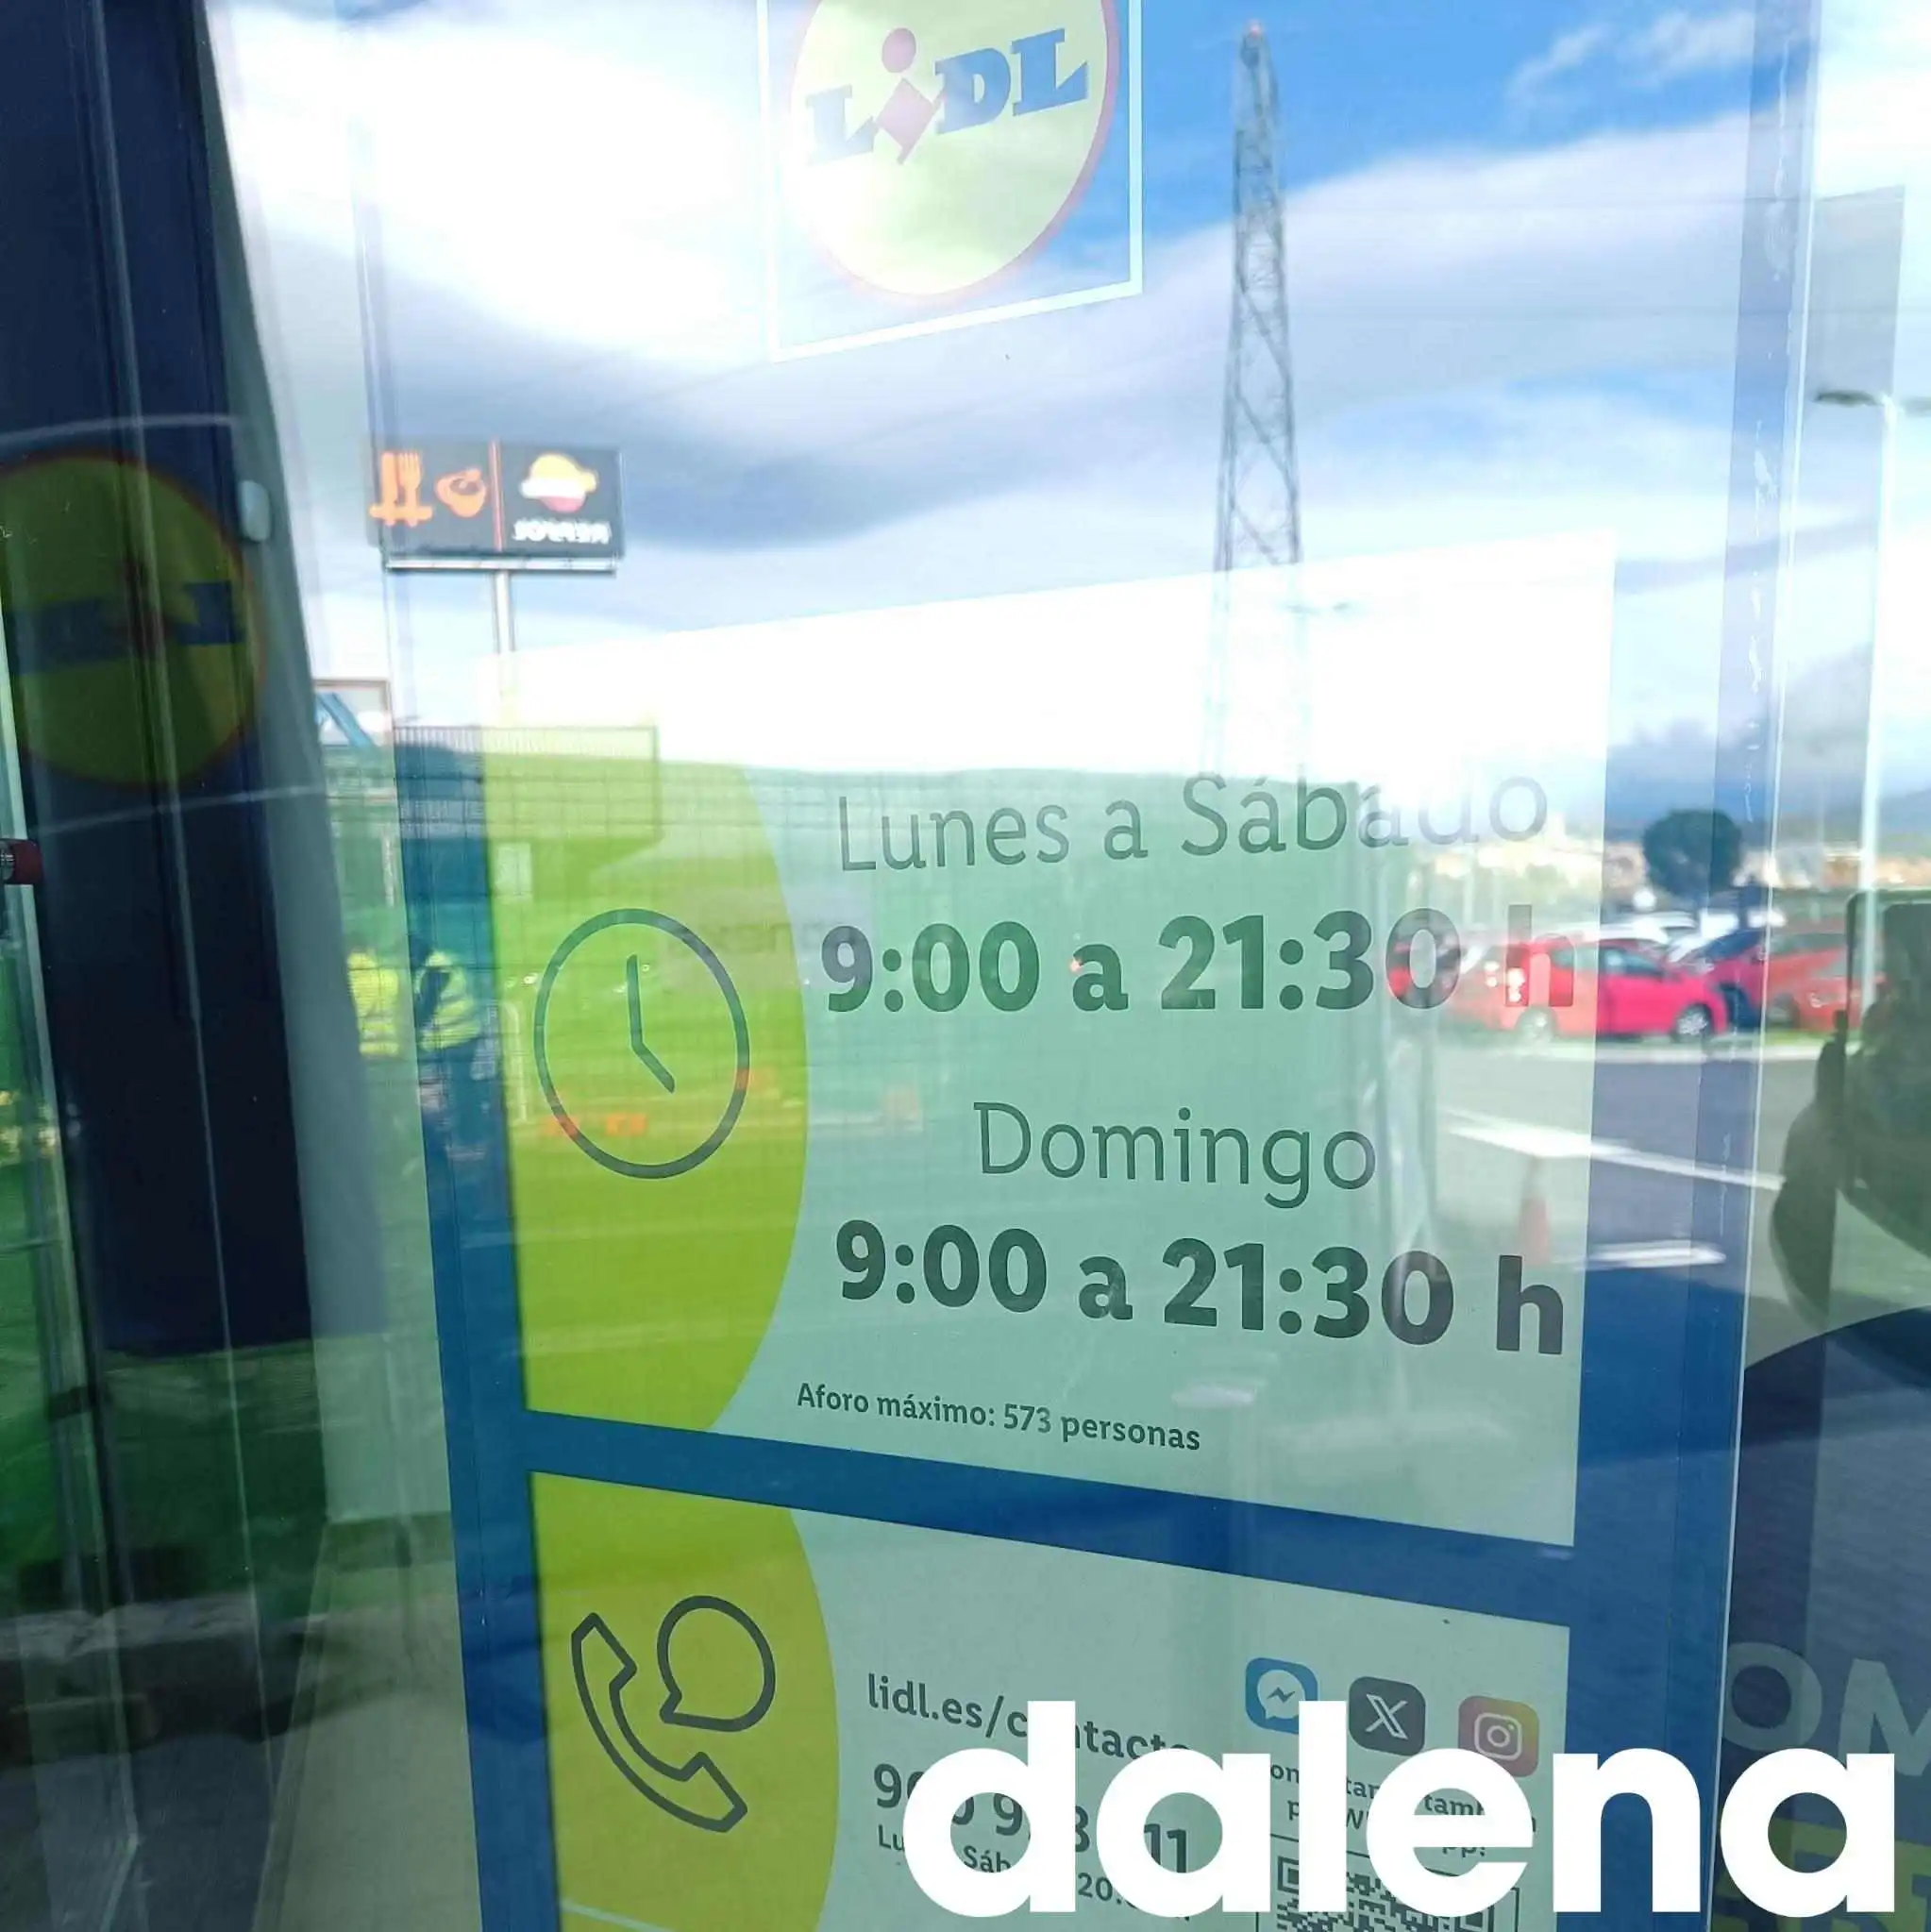 LIDL
REPSOL
Lunes a Sábado
9:00 a 21:30 h
Domingo
9:00 a 21:30 h
Aforo máximo: 573 personas
lidl.es/contacto
dalena